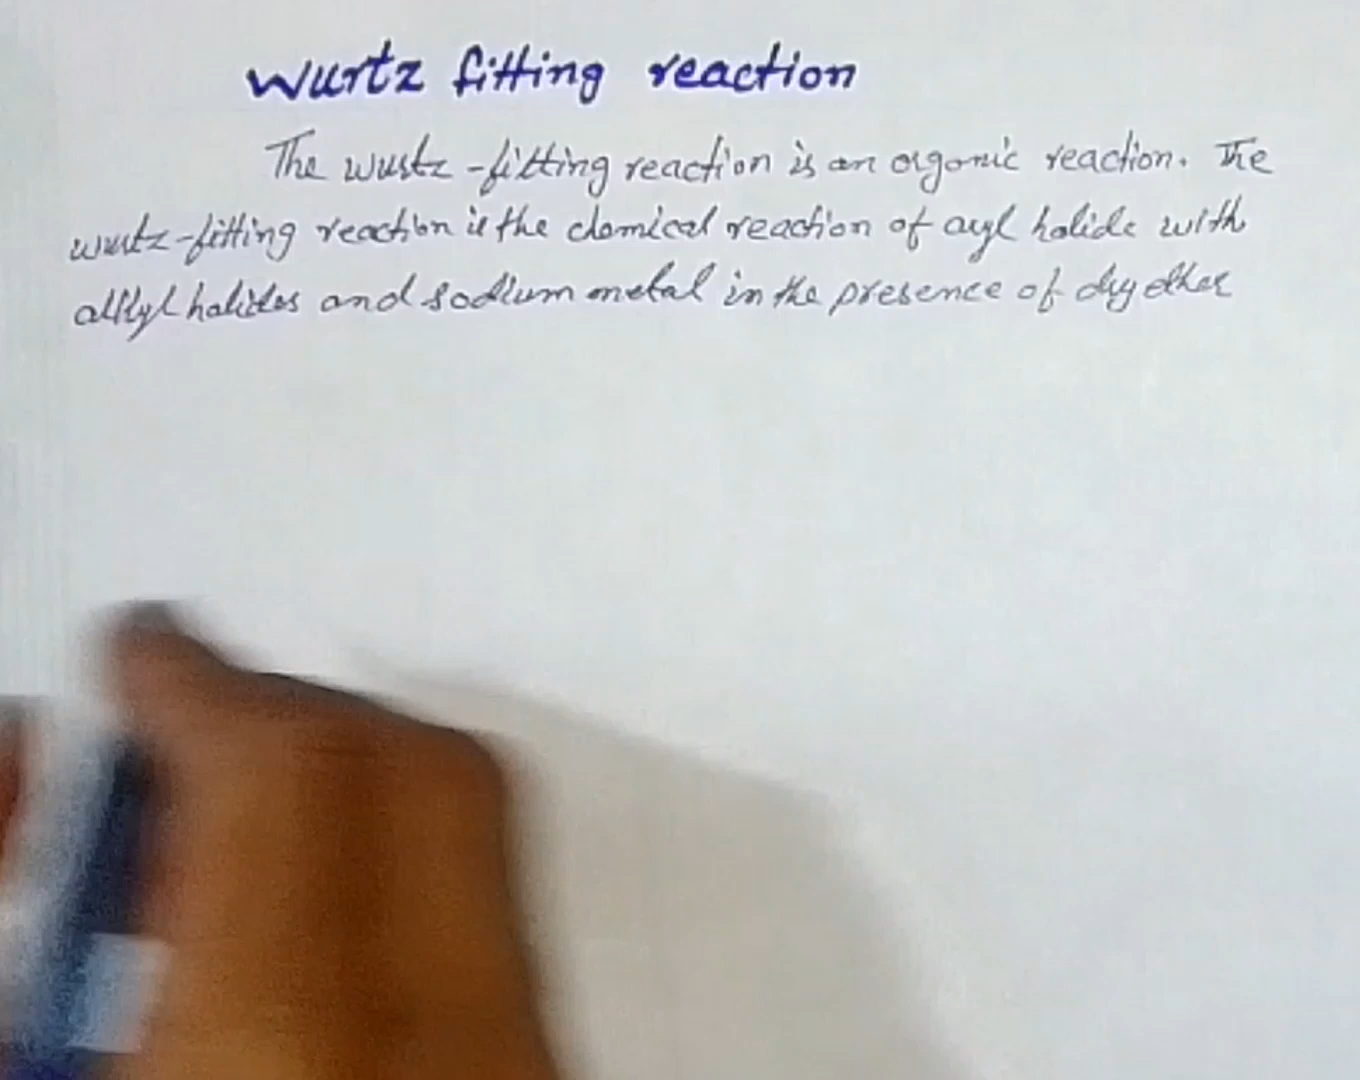 Wurtz fitting reaction
The wurtz-fitting reaction is an organic reaction. The
wurtz-fitting reaction is the chemical reaction of aryl halide with
alkyl halides and sodium metal in the presence of dry ether